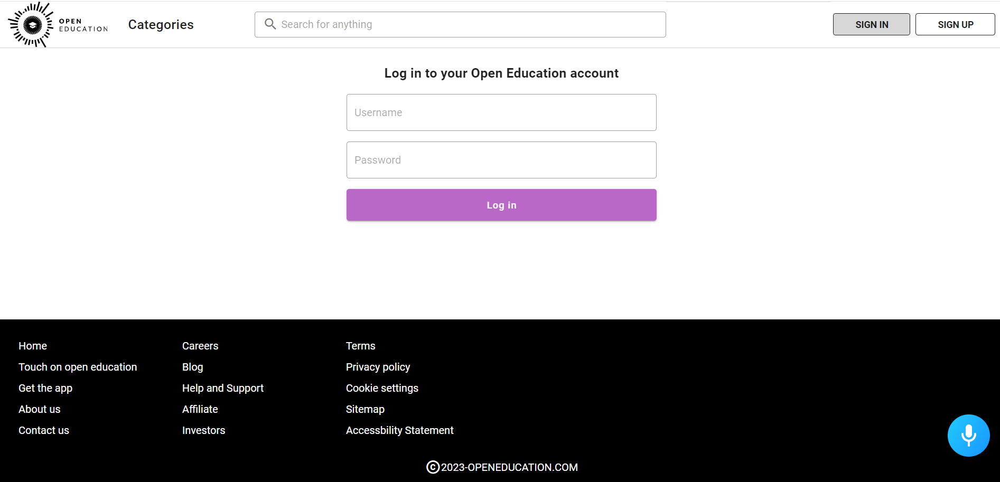 OPEN
EDUCATION
Categories
Search for anything
SIGN IN
SIGN UP
Log in to your Open Education account
Username
Password
Log in
Home
Touch on open education
Get the app
About us
Contact us
Careers
Blog
Help and Support
Affiliate
Investors
Terms
Privacy policy
Cookie settings
Sitemap
Accessbility Statement
©2023-OPENEDUCATION.COM